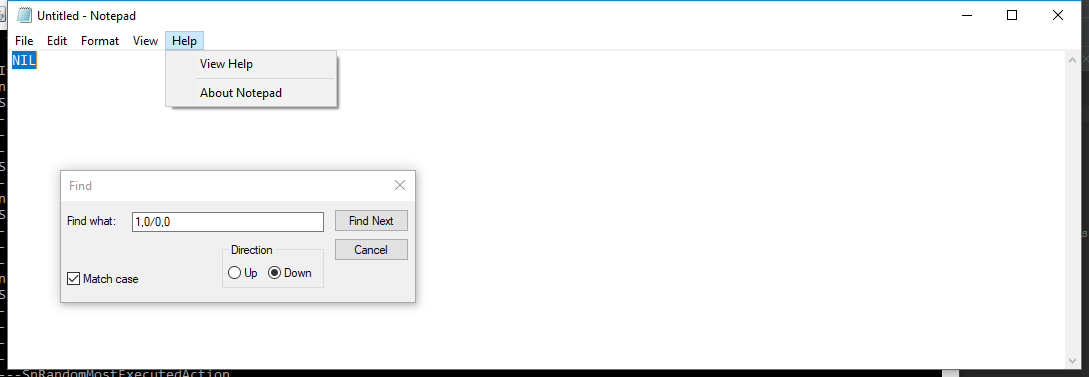 Untitled - Notepad
File Edit Format View Help
NIL
View Help
About Notepad
Find
Find what: 1,0/0,0 Find Next
Direction Cancel
Up Down
Match case
---SnRandomMostExecutedAction